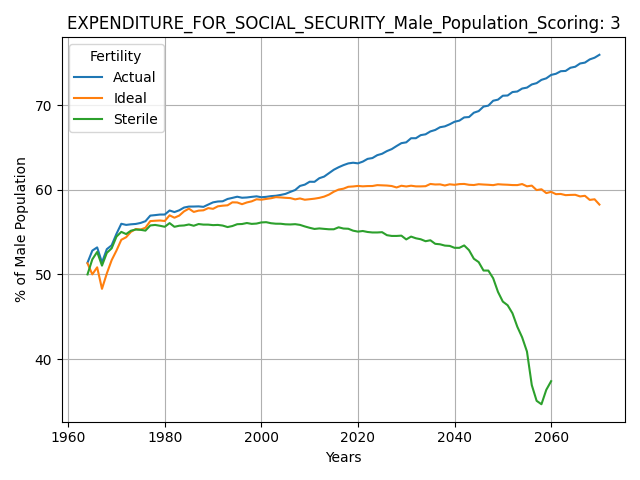 EXPENDITURE_FOR_SOCIAL_SECURITY_Male_Population_Scoring: 3
Fertility
Actual
Ideal
Sterile
% of Male Population
70
60
50
40
1960
1980
2000
2020
2040
2060
Years